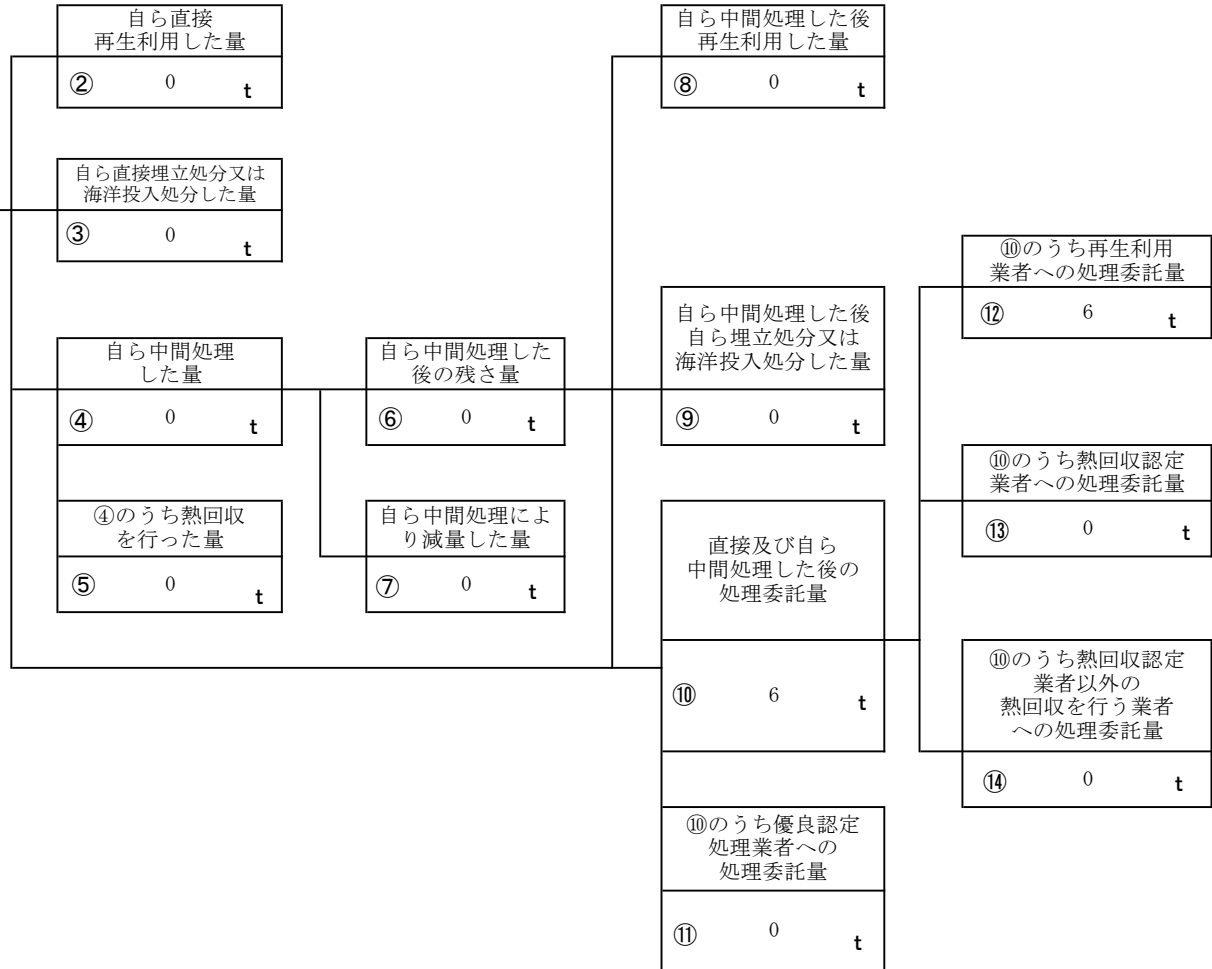 自ら直接
再生利用した量
② 0 t
自ら直接埋立処分又は
海洋投入処分した量
③ 0 t
自ら中間処理
した量
④ 0 t
④のうち熱回収
を行った量
⑤ 0 t
自ら中間処理した
後の残さ量
⑥ 0 t
自ら中間処理によ
り減量した量
⑦ 0 t
自ら中間処理した後
再生利用した量
⑧ 0 t
自ら中間処理した後
自ら埋立処分又は
海洋投入処分した量
⑨ 0 t
直接及び自ら
中間処理した後の
処理委託量
⑩ 6 t
⑩のうち優良認定
処理業者への
処理委託量
⑪ 0 t
⑩のうち再生利用
業者への処理委託量
⑫ 6 t
⑩のうち熱回収認定
業者への処理委託量
⑬ 0 t
⑩のうち熱回収認定
業者以外の
熱回収を行う業者
への処理委託量
⑭ 0 t